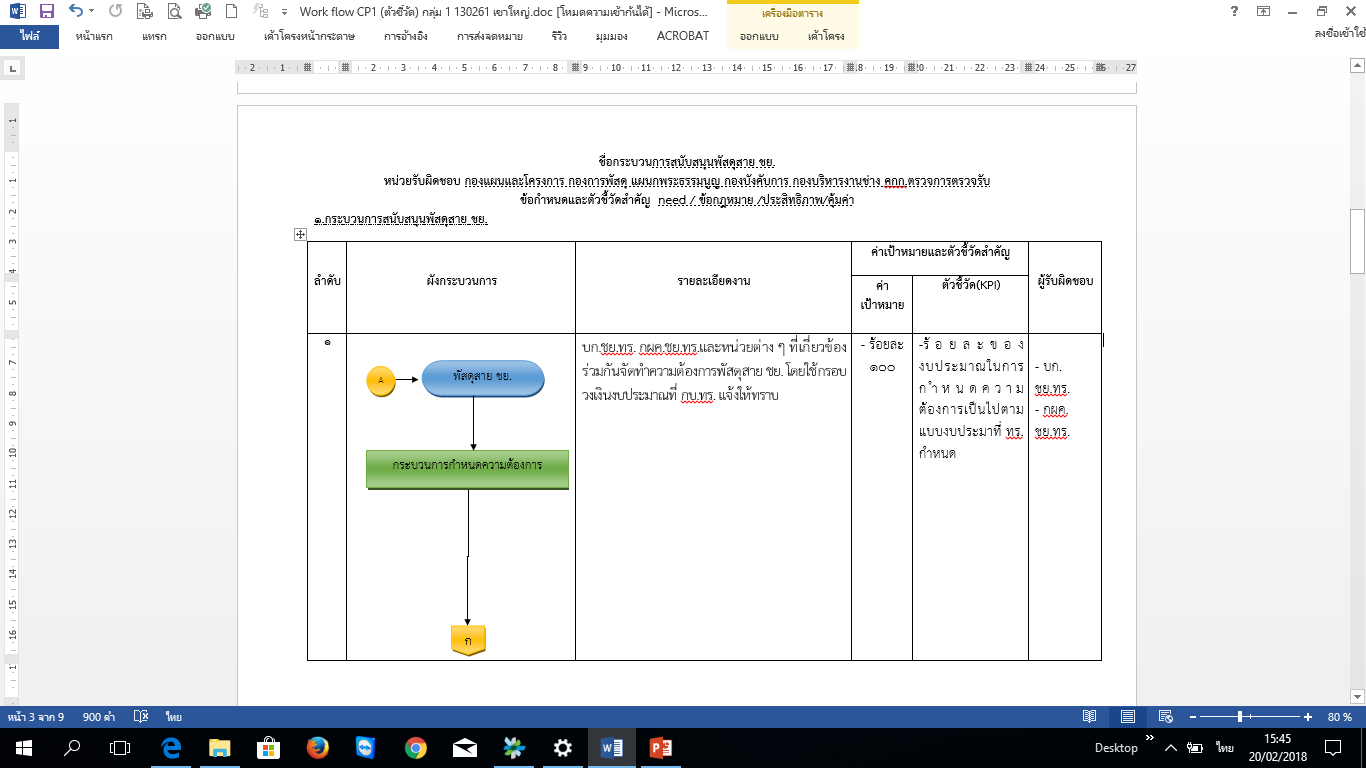 Work flow CP1 (ตัวชี้วัด) กลุ่ม 1 130261 เขาใหญ่.doc [โหมดความเข้ากันได้] - Micros...
เครื่องมือตาราง
ไฟล์ หน้าแรก แทรก ออกแบบ เค้าโครงหน้ากระดาษ การอ้างอิง การส่งจดหมาย รีวิว มุมมอง ACROBAT ออกแบบ เค้าโครง ลงชื่อเข้าใช้
2 1 2 3 4 5 6 7 8 9 10 11 12 13 14 15 16 17 18 19 20 21 22 23 24 25 26 27
ชื่อกระบวนการสนับสนุนพัสดุสาย ชย.
หน่วยรับผิดชอบ กองแผนและโครงการ กองการพัสดุ แผนกพระธรรมนูญ กองบังคับการ กองบริหารงานช่าง คกก.ตรวจการตรวจรับ
ข้อกำหนดและตัวชี้วัดสำคัญ need / ข้อกฎหมาย /ประสิทธิภาพ/คุ้มค่า
๑.กระบวนการสนับสนุนพัสดุสาย ชย.
ลำดับ
ผังกระบวนการ
รายละเอียดงาน
ค่าเป้าหมายและตัวชี้วัดสำคัญ
ค่า
เป้าหมาย
ตัวชี้วัด(KPI)
ผู้รับผิดชอบ
๑
A
พัสดุสาย ชย.
กระบวนการกำหนดความต้องการ
ก
บก.ชย.ทร. กผค.ชย.ทร.และหน่วยต่าง ๆ ที่เกี่ยวข้อง
ร่วมกันจัดทำความต้องการพัสดุสาย ชย. โดยใช้กรอบ
วงเงินงบประมาณที่ กบ.ทร. แจ้งให้ทราบ
- ร้อยละ
๑๐๐
-ร้อยละของ
งบประมาณในการ
กำหนดความ
ต้องการเป็นไปตาม
แบบงบประมาที่ ทร.
กำหนด
- บก.
ชย.ทร.
- กผค.
ชย.ทร.
หน้า 3 จาก 9 900 คำ ไทย 80 %
Desktop ไทย 15:45
20/02/2018